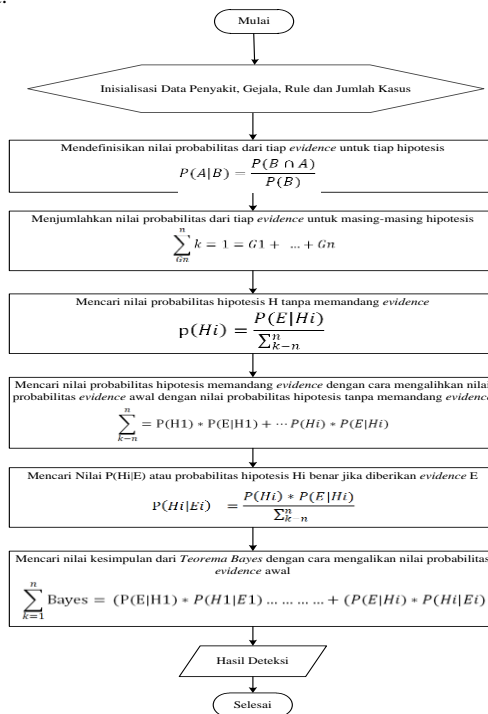 Mulai
Inisialisasi Data Penyakit, Gejala, Rule dan Jumlah Kasus
Mendefinisikan nilai probabilitas dari tiap evidence untuk tiap hipotesis
P(A|B) = P(B ∩ A) / P(B)
Menjumlahkan nilai probabilitas dari tiap evidence untuk masing-masing hipotesis
∑ n Gn k = 1 = G1 + ... + Gn
Mencari nilai probabilitas hipotesis H tanpa memandang evidence
p(Hi) = P(E|Hi) / ∑ n k−n
Mencari nilai probabilitas hipotesis memandang evidence dengan cara mengalihkan nilai
probabilitas evidence awal dengan nilai probabilitas hipotesis tanpa memandang evidence
∑ n k−n = P(H1) ∗ P(E|H1) + ⋯ P(Hi) ∗ P(E|Hi)
Mencari Nilai P(Hi|E) atau probabilitas hipotesis Hi benar jika diberikan evidence E
P(Hi|Ei) = P(Hi) ∗ P(E|Hi) / ∑ n k−n
Mencari nilai kesimpulan dari Teorema Bayes dengan cara mengalikan nilai probabilitas
evidence awal
∑ n k=1 Bayes = (P(E|H1) ∗ P(H1|E1) ... ... ... ... + (P(E|Hi) ∗ P(Hi|Ei)
Hasil Deteksi
Selesai